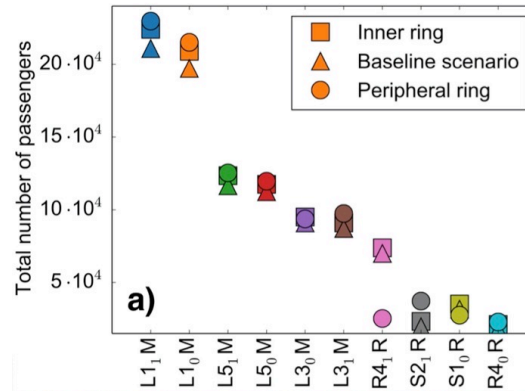 Inner ring
Baseline scenario
Peripheral ring
Total number of passengers
20 10⁴
15 10⁴
10 10⁴
5 10⁴
a)
L1₁ M
L1₀ M
L5₁ M
L5₀ M
L3₀ M
L3₁ M
R4₁ R
S2₁ R
S1₀ R
R4₀ R